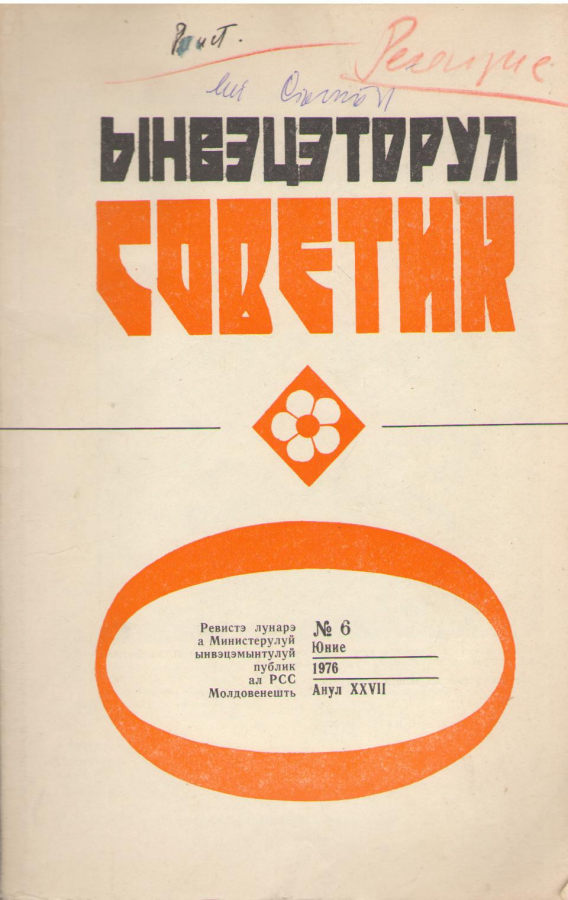 ЫНВЭЦЭТОРУЛ
СОВЕТИК
Ревистэ лунарэ
а Министерулуй
ынвэцэмынтулуй
публик
ал РСС
Молдовенешть
№ 6
Юние
1976
Анул XXVII